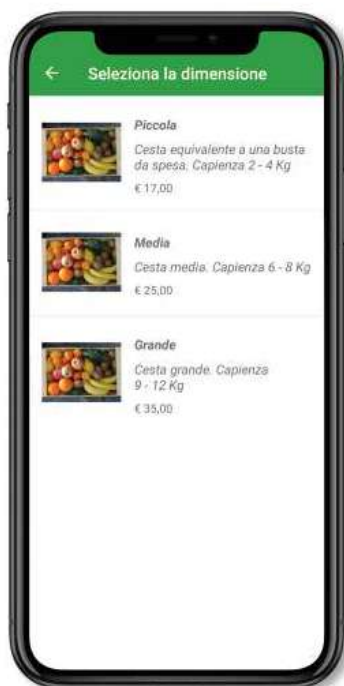 Seleziona la dimensione
Piccola
Cesta equivalente a una busta
da spesa. Capienza 2 - 4 Kg
€ 17,00
Media
Cesta media. Capienza 6 - 8 Kg
€ 25,00
Grande
Cesta grande. Capienza
9 - 12 Kg
€ 35,00